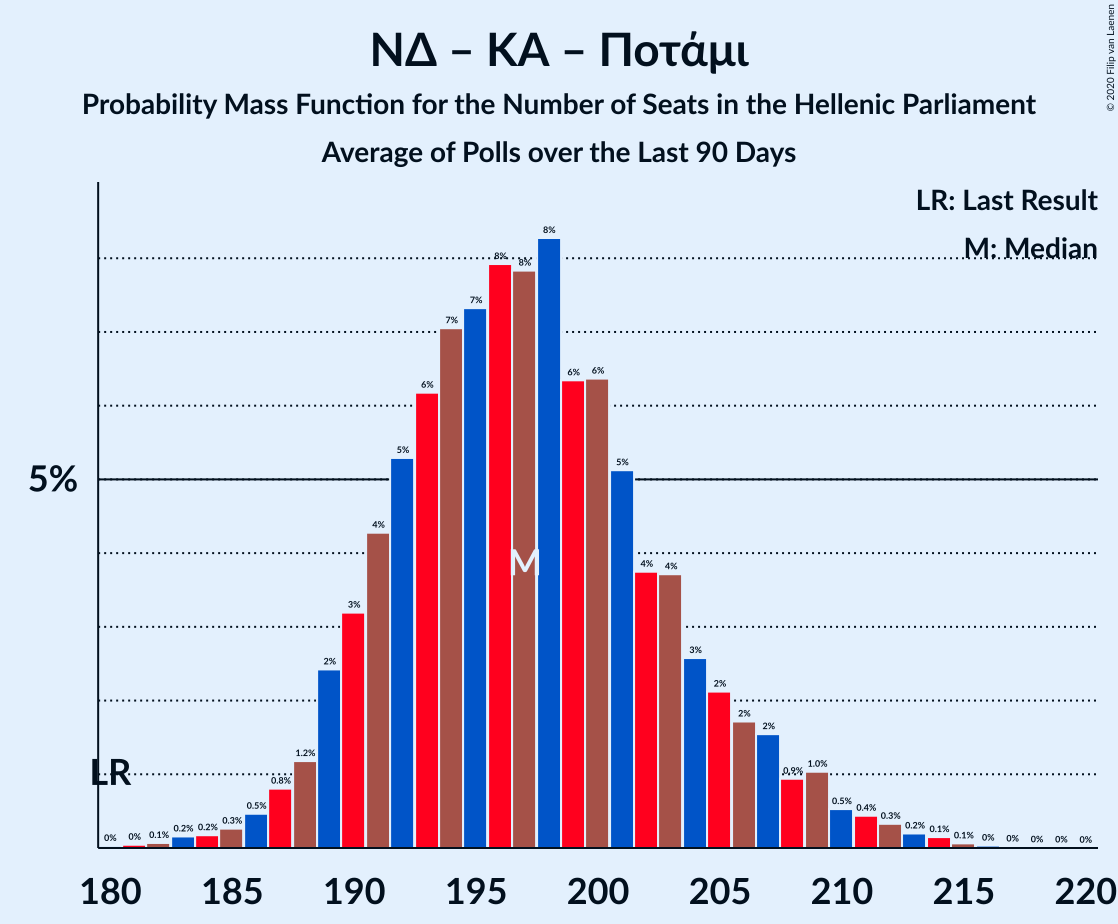 ΝΔ – ΚΑ – Ποτάμι
Probability Mass Function for the Number of Seats in the Hellenic Parliament
Average of Polls over the Last 90 Days
© 2020 Filip van Laenen
LR: Last Result
M: Median
5%
LR
M
0% 0% 0.1% 0.2% 0.2% 0.3% 0.5% 0.8% 1.2% 2% 3% 4% 5% 6% 7% 7% 8% 8% 8% 6% 6% 5% 4% 4% 3% 2% 2% 2% 0.9% 1.0% 0.5% 0.4% 0.3% 0.2% 0.1% 0.1% 0% 0% 0% 0% 0%
180 185 190 195 200 205 210 215 220